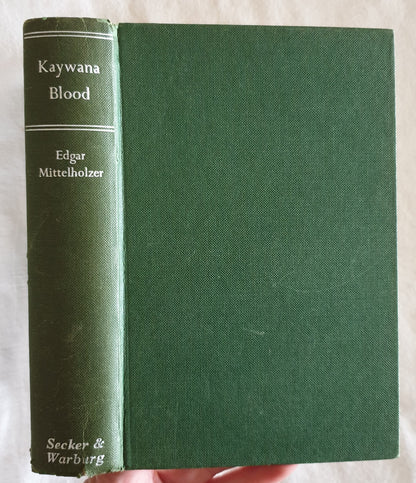 Kaywana
Blood
Edgar
Mittelholzer
Secker &
Warburg